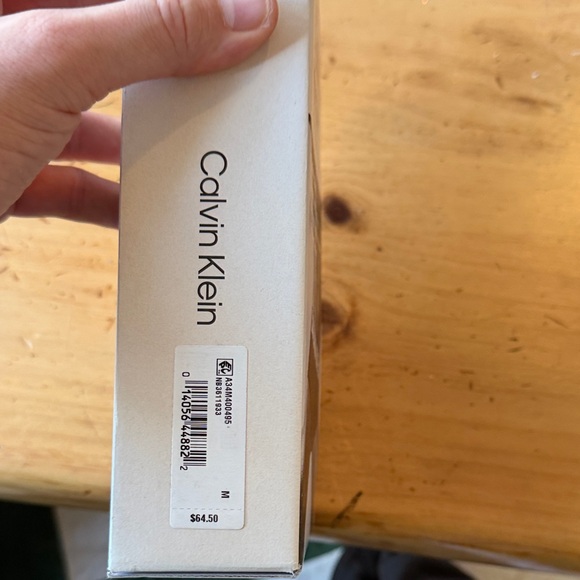 Calvin Klein
A34M400495
NB3611933
0 14056 44882 2
M
$64.50